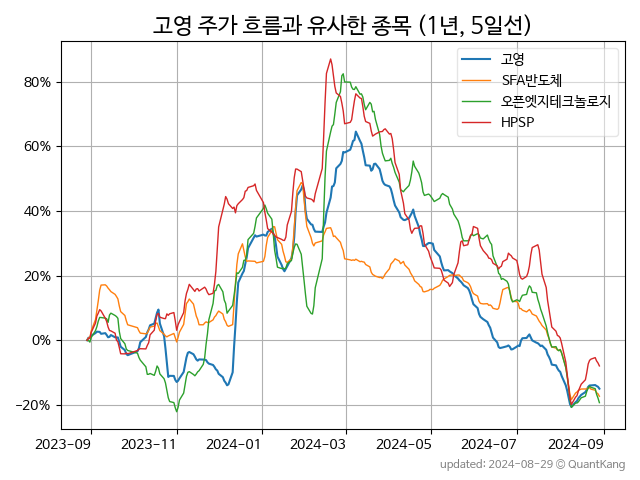 고영 주가 흐름과 유사한 종목 (1년, 5일선)
고영
SFA반도체
오픈엣지테크놀로지
HPSP
80%
60%
40%
20%
0%
−20%
2023-09 2023-11 2024-01 2024-03 2024-05 2024-07 2024-09
updated: 2024-08-29 © QuantKang